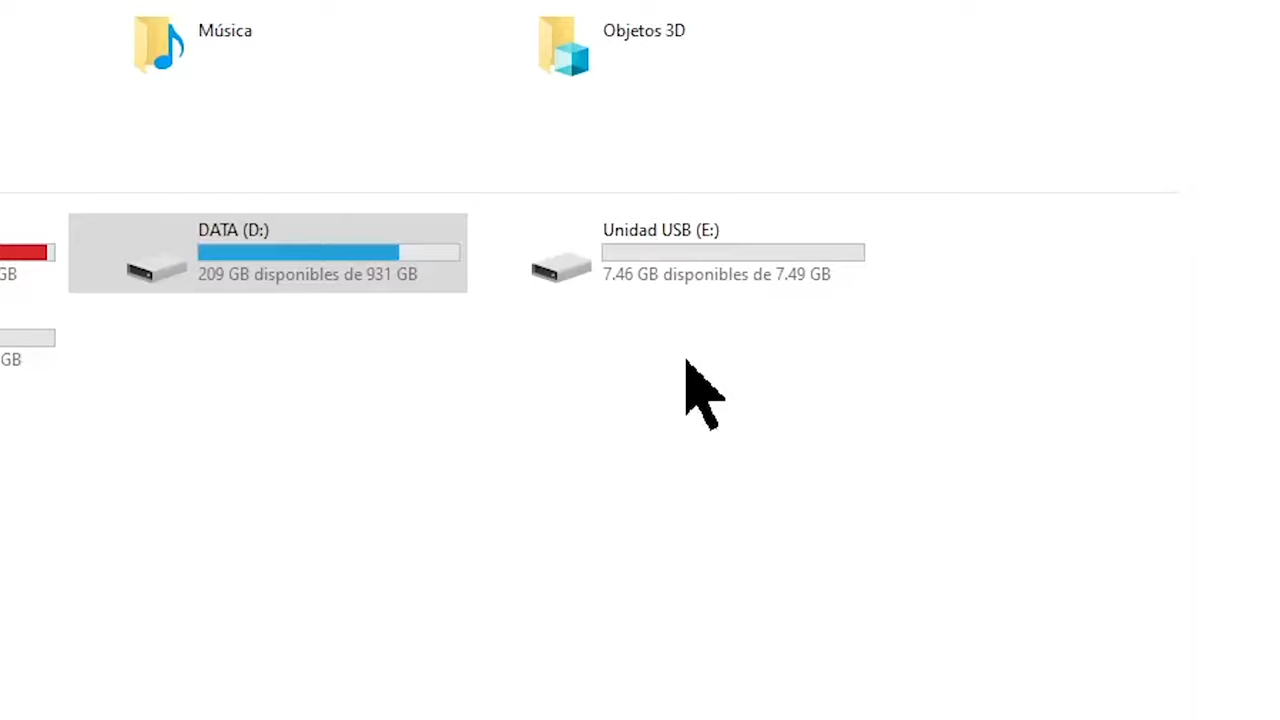 Música
Objetos 3D
DATA (D:)
Unidad USB (E:)
GB
209 GB disponibles de 931 GB
7.46 GB disponibles de 7.49 GB
GB